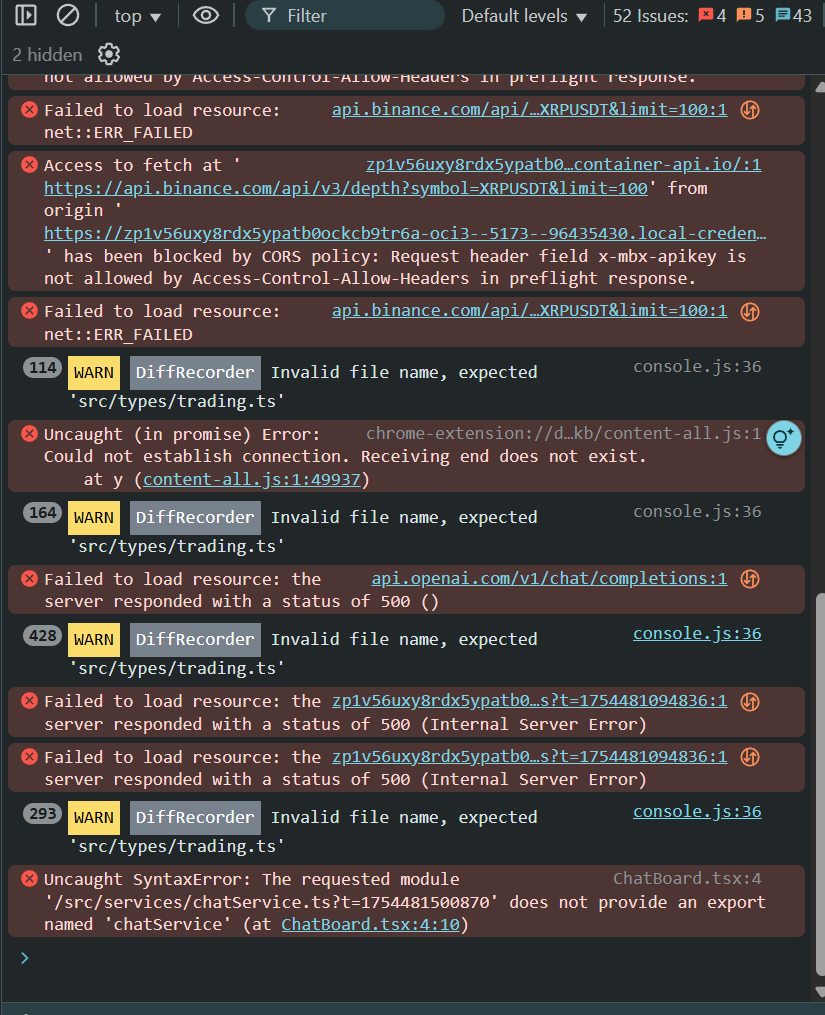 top ▼ Filter Default levels ▼ 52 Issues: 4 5 43
2 hidden
not allowed by Access-Control-Allow-Headers in preflight response.
Failed to load resource: api.binance.com/api/…XRPUSDT&limit=100:1
net::ERR_FAILED
Access to fetch at ' zp1v56uxy8rdx5ypatb0…container-api.io/:1
https://api.binance.com/api/v3/depth?symbol=XRPUSDT&limit=100' from
origin '
https://zp1v56uxy8rdx5ypatb0ockcb9tr6a-oci3--5173--96435430.local-creden…
' has been blocked by CORS policy: Request header field x-mbx-apikey is
not allowed by Access-Control-Allow-Headers in preflight response.
Failed to load resource: api.binance.com/api/…XRPUSDT&limit=100:1
net::ERR_FAILED
114 WARN DiffRecorder Invalid file name, expected console.js:36
'src/types/trading.ts'
Uncaught (in promise) Error: chrome-extension://d…kb/content-all.js:1
Could not establish connection. Receiving end does not exist.
at y (content-all.js:1:49937)
164 WARN DiffRecorder Invalid file name, expected console.js:36
'src/types/trading.ts'
Failed to load resource: the api.openai.com/v1/chat/completions:1
server responded with a status of 500 ()
428 WARN DiffRecorder Invalid file name, expected console.js:36
'src/types/trading.ts'
Failed to load resource: the zp1v56uxy8rdx5ypatb0…s?t=1754481094836:1
server responded with a status of 500 (Internal Server Error)
Failed to load resource: the zp1v56uxy8rdx5ypatb0…s?t=1754481094836:1
server responded with a status of 500 (Internal Server Error)
293 WARN DiffRecorder Invalid file name, expected console.js:36
'src/types/trading.ts'
Uncaught SyntaxError: The requested module ChatBoard.tsx:4
'/src/services/chatService.ts?t=1754481500870' does not provide an export
named 'chatService' (at ChatBoard.tsx:4:10)